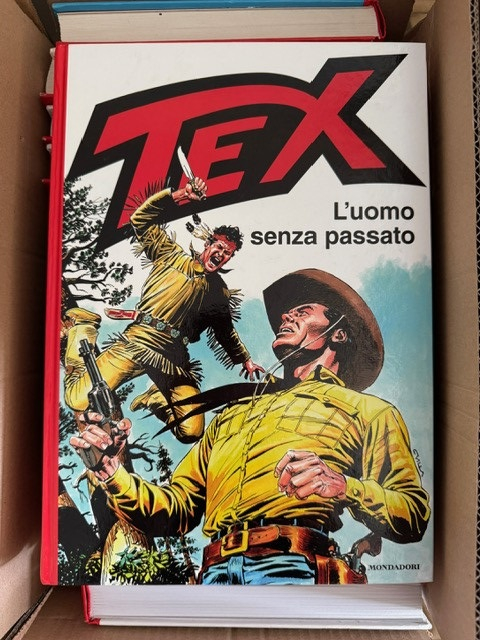 TEX
L'uomo
senza passato
MONDADORI